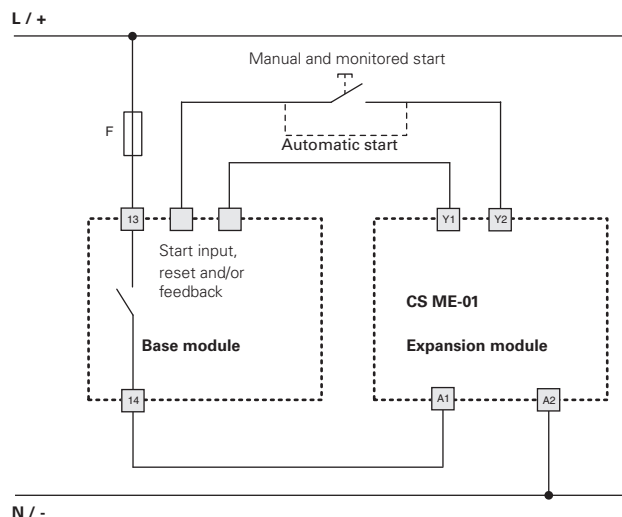 L / +
Manual and monitored start
F
Automatic start
13
Y1
Y2
Start input,
reset and/or
feedback
CS ME-01
Base module
Expansion module
14
A1
A2
N / -